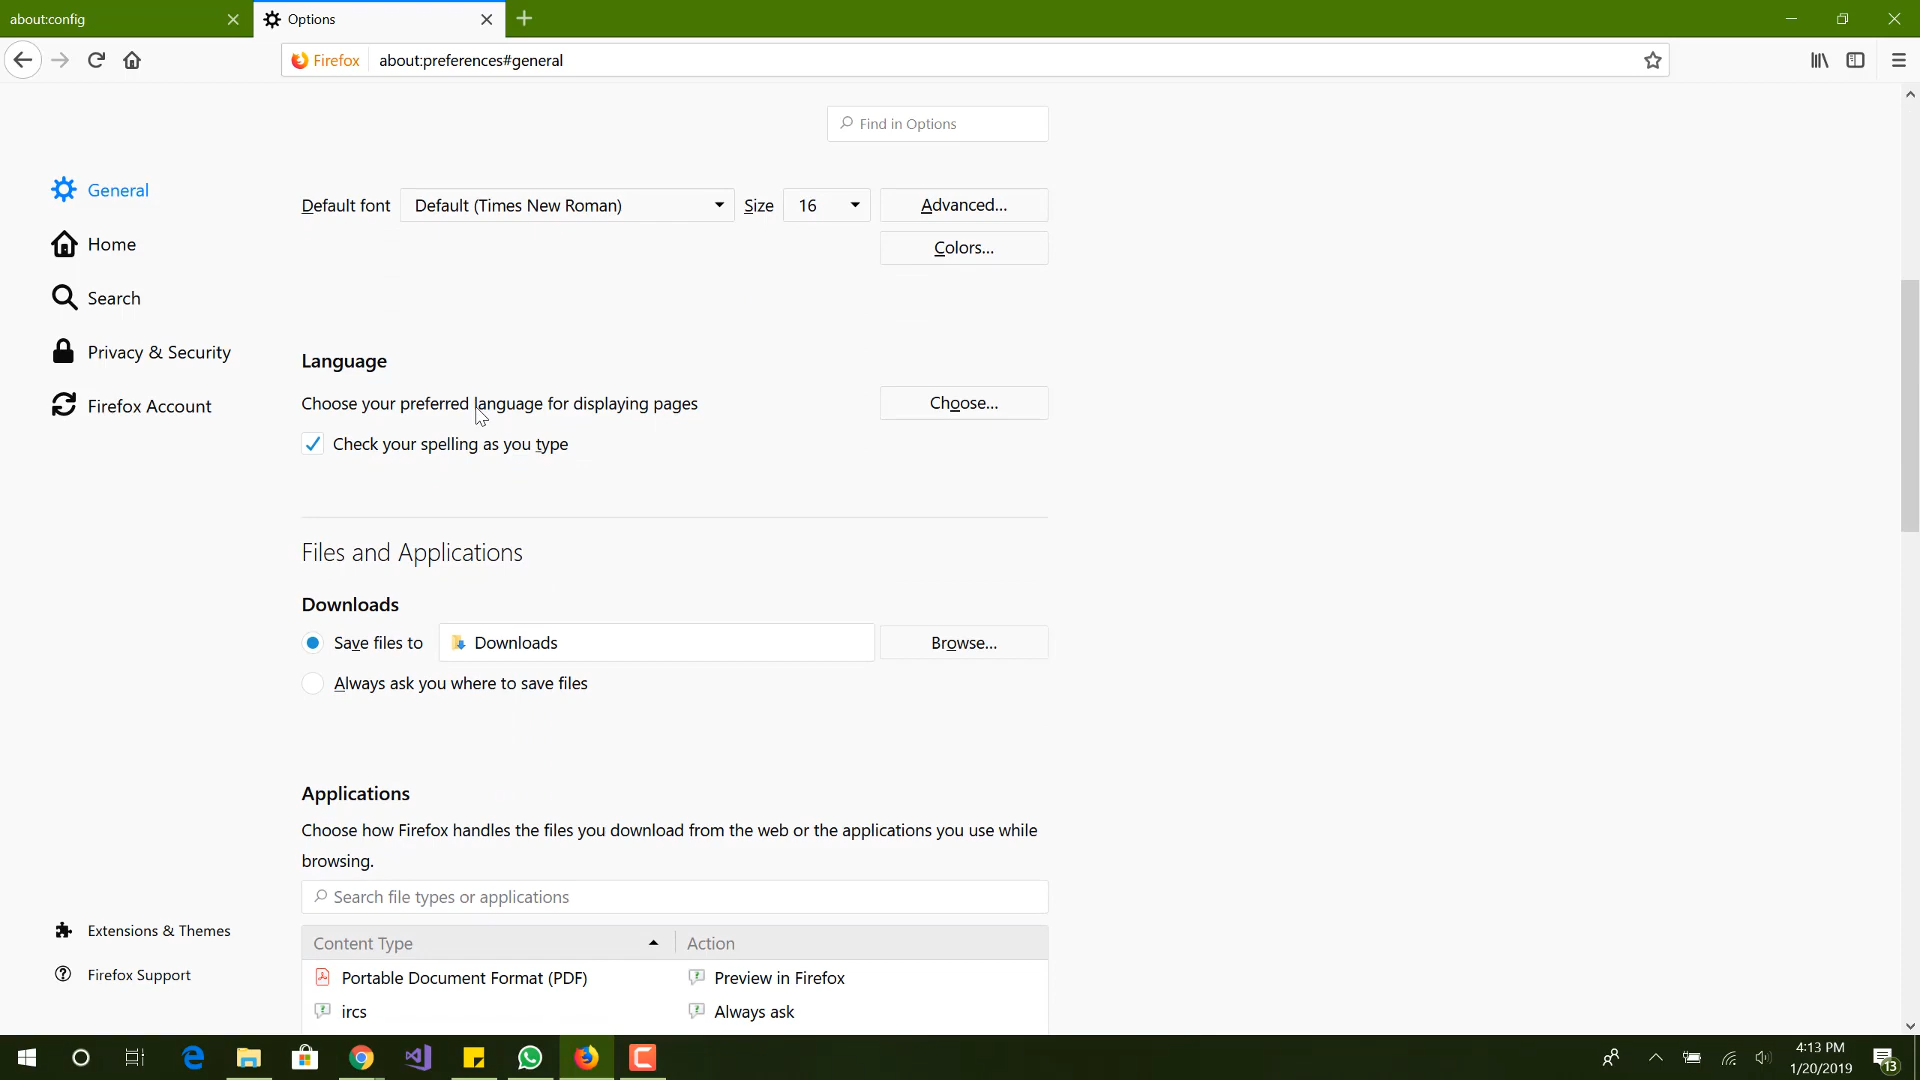 about:config
Options
Firefox
about:preferences#general
Find in Options
General
Home
Search
Privacy & Security
Firefox Account
Extensions & Themes
Firefox Support
Default font
Default (Times New Roman)
Size
16
Advanced...
Colors...
Language
Choose your preferred language for displaying pages
Choose...
Check your spelling as you type
Files and Applications
Downloads
Save files to
Downloads
Browse...
Always ask you where to save files
Applications
Choose how Firefox handles the files you download from the web or the applications you use while
browsing.
Search file types or applications
Content Type
Action
Portable Document Format (PDF)
Preview in Firefox
ircs
Always ask
4:13 PM
1/20/2019
13